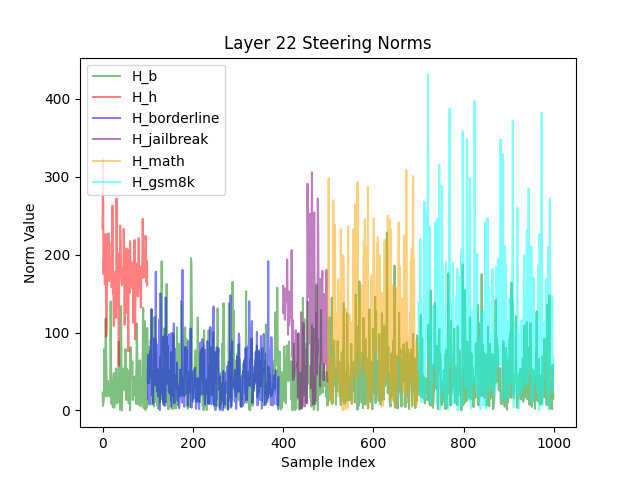 Layer 22 Steering Norms
H_b
H_h
H_borderline
H_jailbreak
H_math
H_gsm8k
400
300
200
100
0
Norm Value
0
200
400
600
800
1000
Sample Index